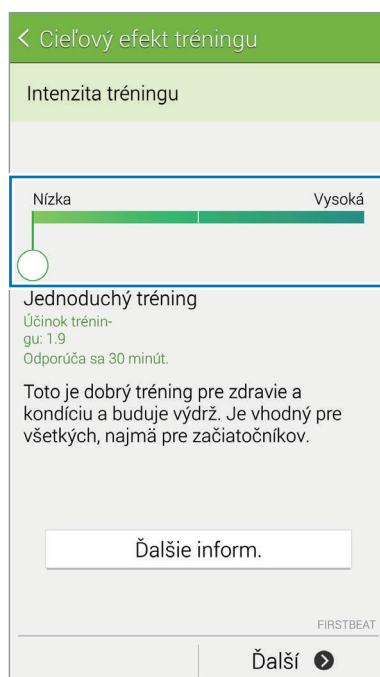 Cieľový efekt tréningu
Intenzita tréningu
Nízka Vysoká
Jednoduchý tréning
Účinok trénin-
gu: 1.9
Odporúča sa 30 minút.
Toto je dobrý tréning pre zdravie a
kondíciu a buduje výdrž. Je vhodný pre
všetkých, najmä pre začiatočníkov.
Ďalšie inform.
FIRSTBEAT
Ďalší